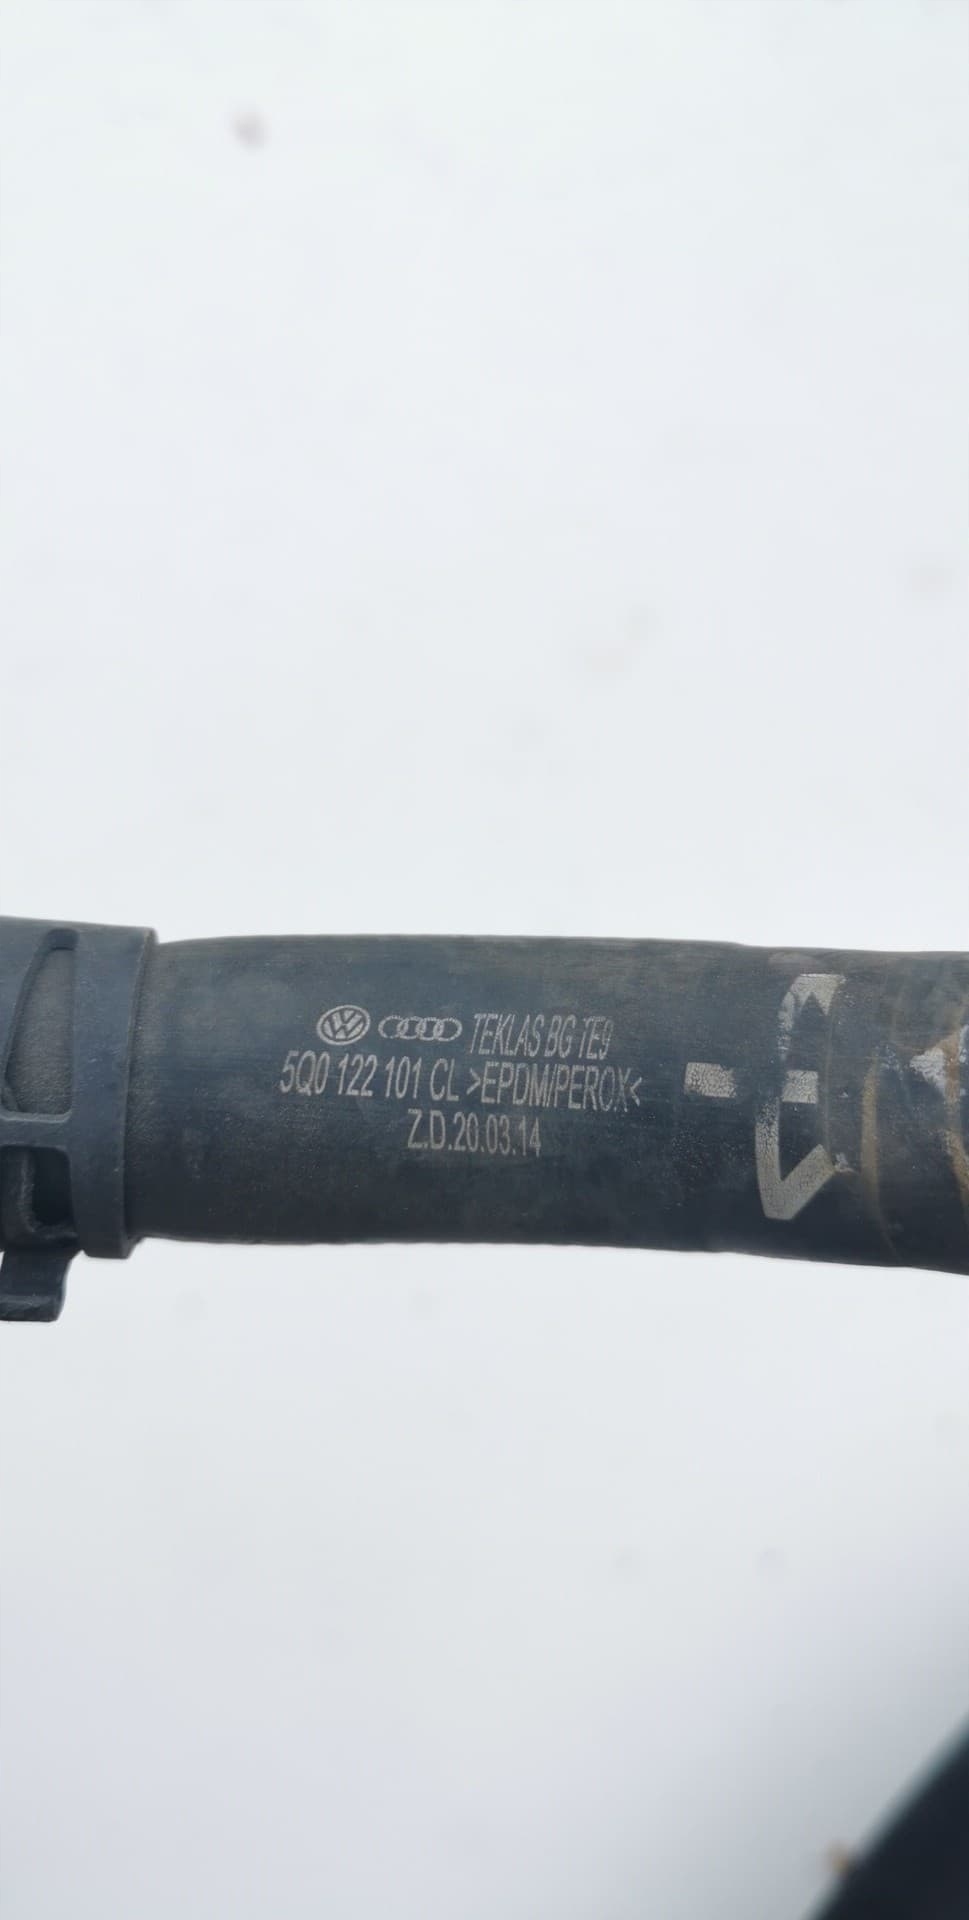 TEKLAS BG TE9
5Q0 122 101 CL >EPDM/PEROX<
Z.D.20.03.14